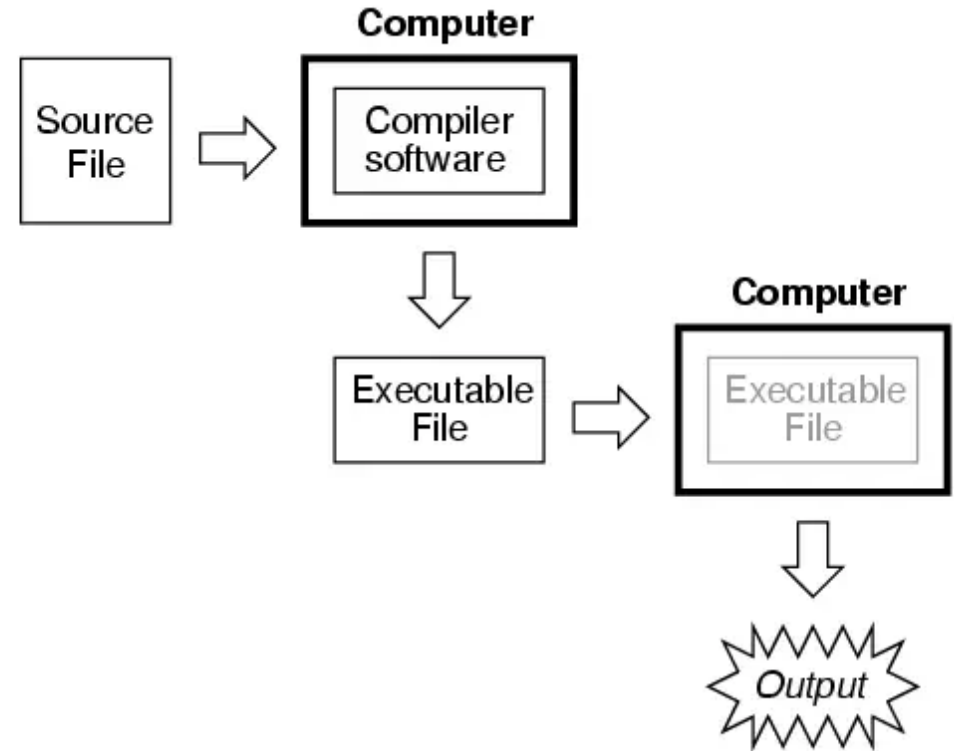 Computer
Source
File
Compiler
software
Computer
Executable
File
Executable
File
Output